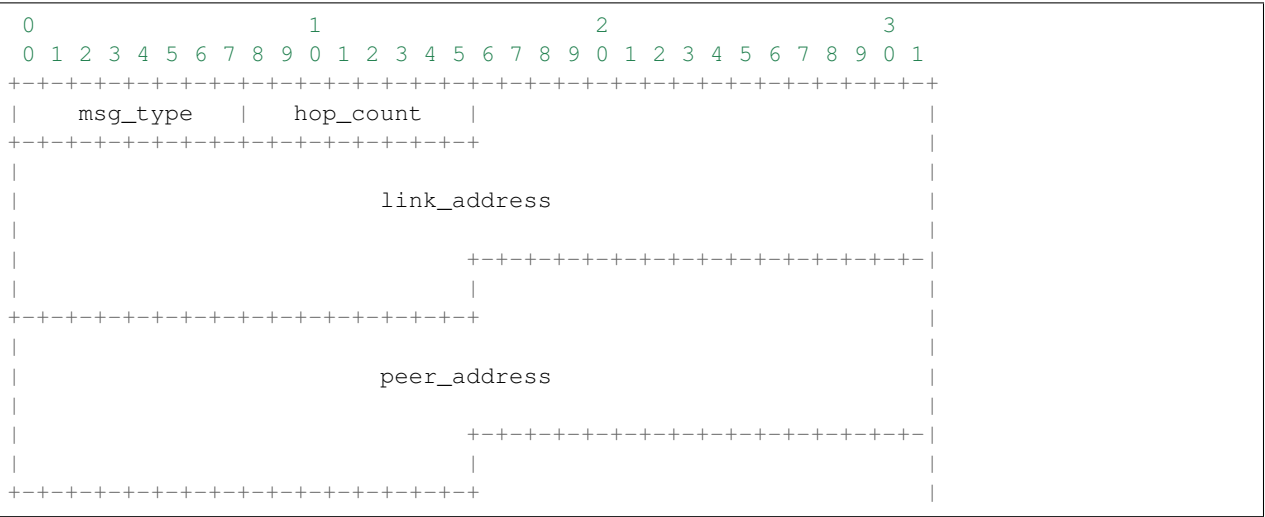 0                   1                   2                   3
 0 1 2 3 4 5 6 7 8 9 0 1 2 3 4 5 6 7 8 9 0 1 2 3 4 5 6 7 8 9 0 1
+-+-+-+-+-+-+-+-+-+-+-+-+-+-+-+-+-+-+-+-+-+-+-+-+-+-+-+-+-+-+-+-+
|    msg_type   |   hop_count   |                               |
+-+-+-+-+-+-+-+-+-+-+-+-+-+-+-+-+                               |
|                                                               |
|                         link_address                          |
|                                                               |
|                               +-+-+-+-+-+-+-+-+-+-+-+-+-+-+-+-|
|                               |                               |
+-+-+-+-+-+-+-+-+-+-+-+-+-+-+-+-+                               |
|                                                               |
|                         peer_address                          |
|                                                               |
|                               +-+-+-+-+-+-+-+-+-+-+-+-+-+-+-+-|
|                               |                               |
+-+-+-+-+-+-+-+-+-+-+-+-+-+-+-+-+                               |